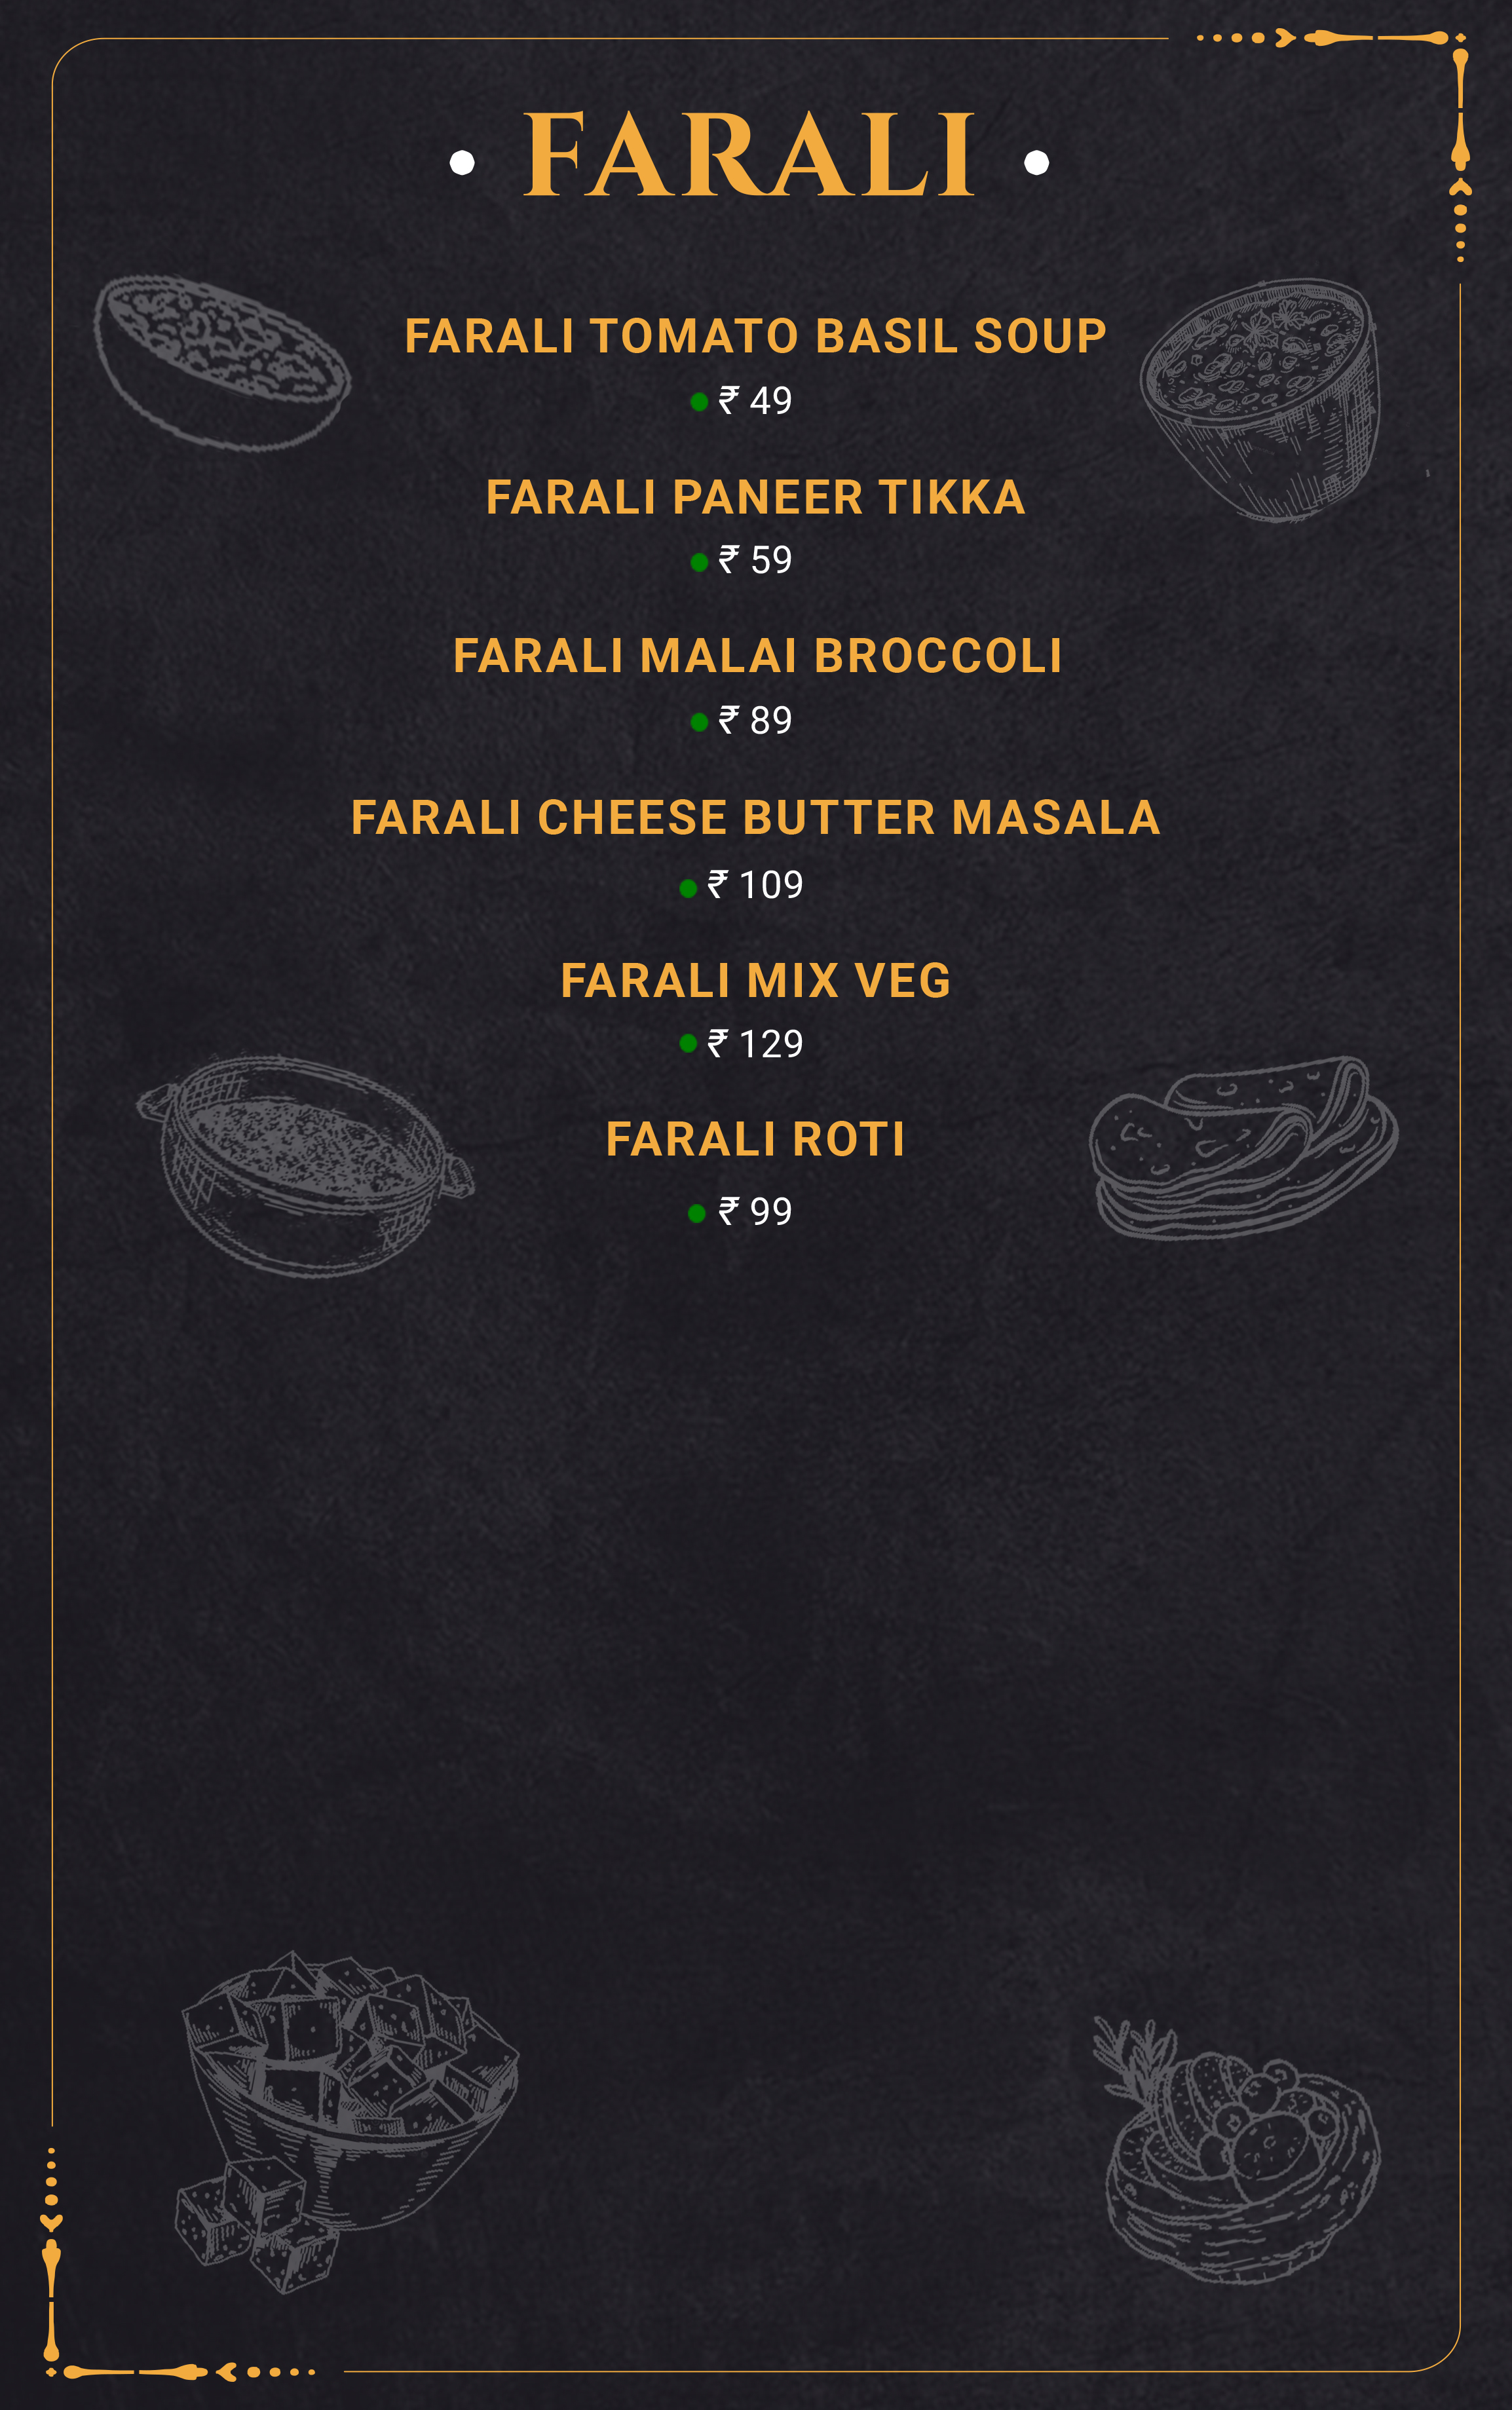 • FARALI •
FARALI TOMATO BASIL SOUP
₹ 49
FARALI PANEER TIKKA
₹ 59
FARALI MALAI BROCCOLI
₹ 89
FARALI CHEESE BUTTER MASALA
₹ 109
FARALI MIX VEG
₹ 129
FARALI ROTI
₹ 99